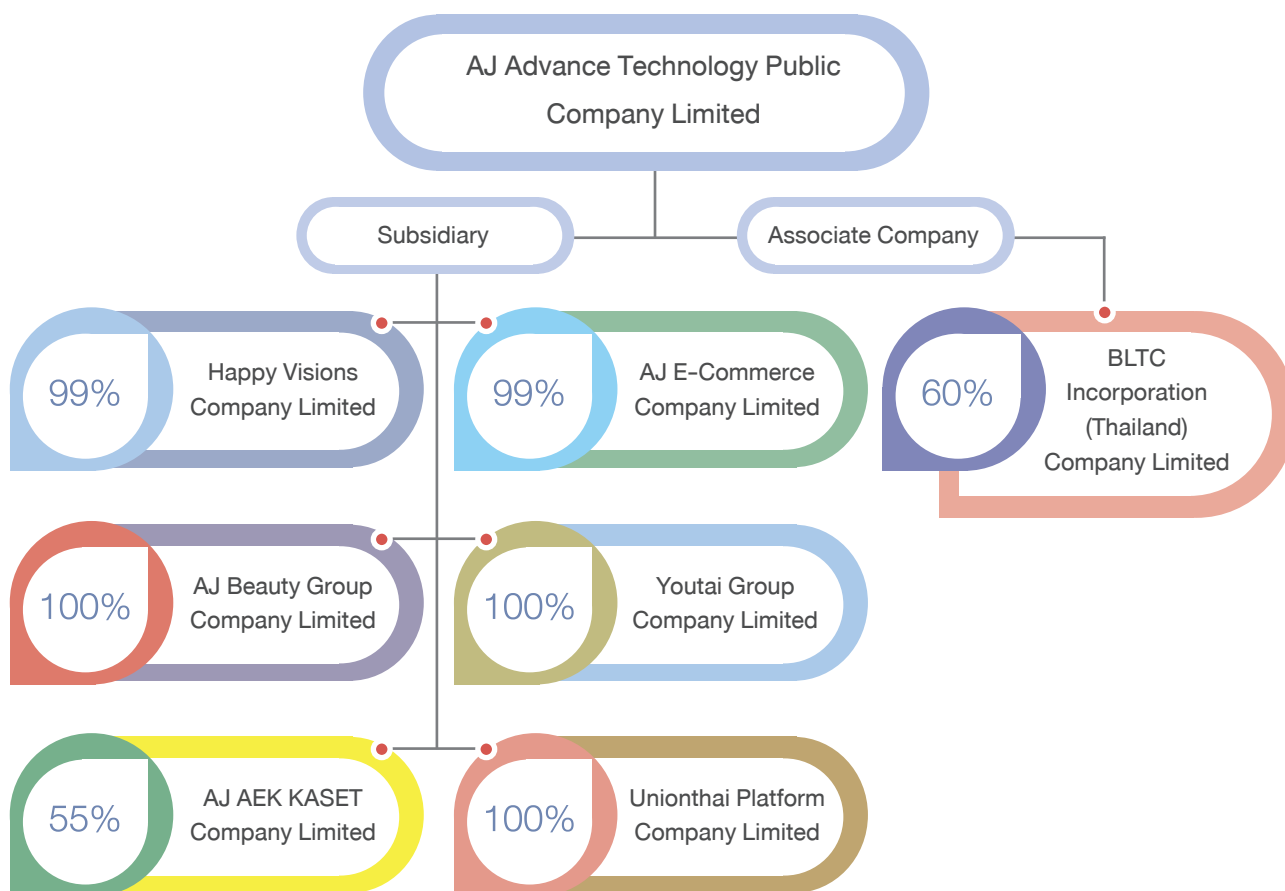 AJ Advance Technology Public
Company Limited
Subsidiary
Associate Company
99%
Happy Visions
Company Limited
99%
AJ E-Commerce
Company Limited
60%
BLTC
Incorporation
(Thailand)
Company Limited
100%
AJ Beauty Group
Company Limited
100%
Youtai Group
Company Limited
55%
AJ AEK KASET
Company Limited
100%
Unionthai Platform
Company Limited